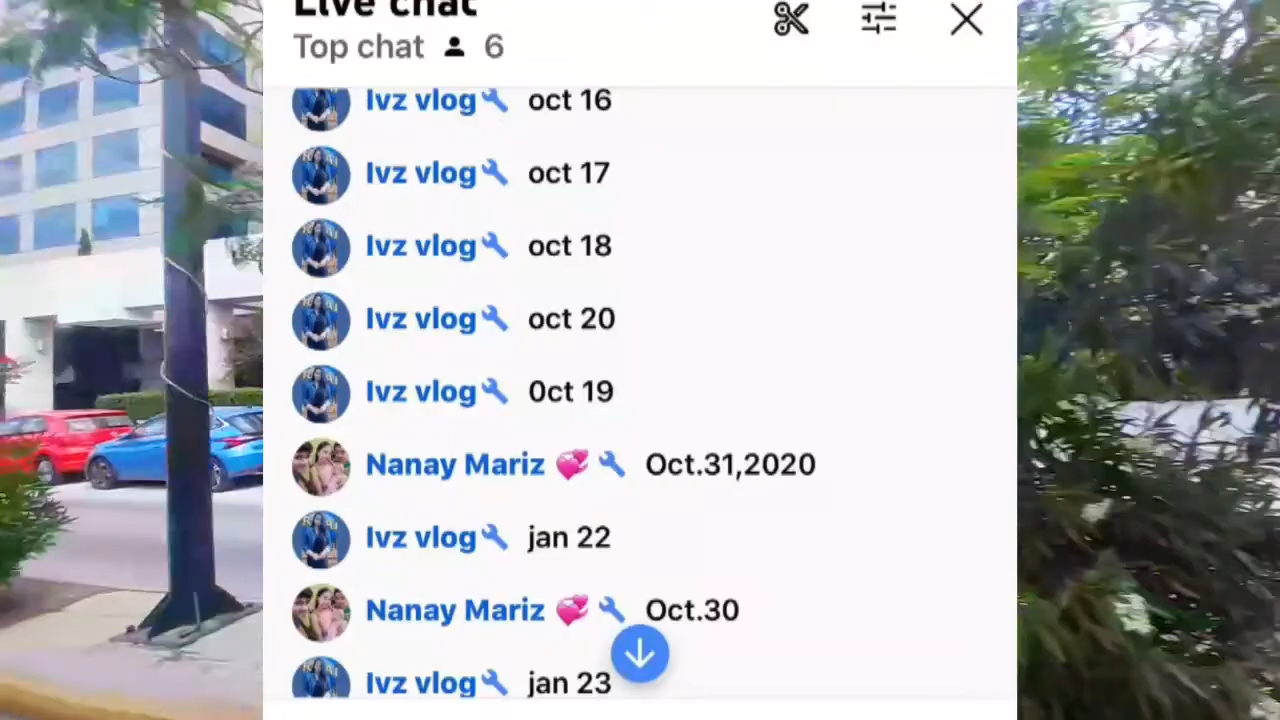 Live chat
Top chat 6
Ivz vlog oct 16
Ivz vlog oct 17
Ivz vlog oct 18
Ivz vlog oct 20
Ivz vlog 0ct 19
Nanay Mariz 💞 Oct.31,2020
Ivz vlog jan 22
Nanay Mariz 💞 Oct.30
Ivz vlog jan 23